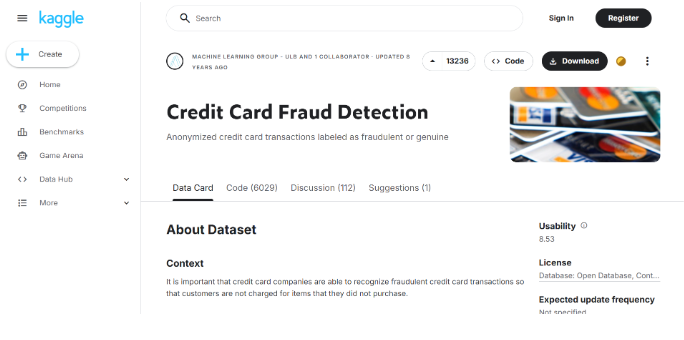 kaggle
Search
Sign In
Register
Create
Home
Competitions
Benchmarks
Game Arena
Data Hub
More
MACHINE LEARNING GROUP - ULB AND 1 COLLABORATOR · UPDATED 8
YEARS AGO
13236
Code
Download
Credit Card Fraud Detection
Anonymized credit card transactions labeled as fraudulent or genuine
Data Card
Code (6029)
Discussion (112)
Suggestions (1)
About Dataset
Context
It is important that credit card companies are able to recognize fraudulent credit card transactions so
that customers are not charged for items that they did not purchase.
Usability
8.53
License
Database: Open Database, Cont...
Expected update frequency
Not specified